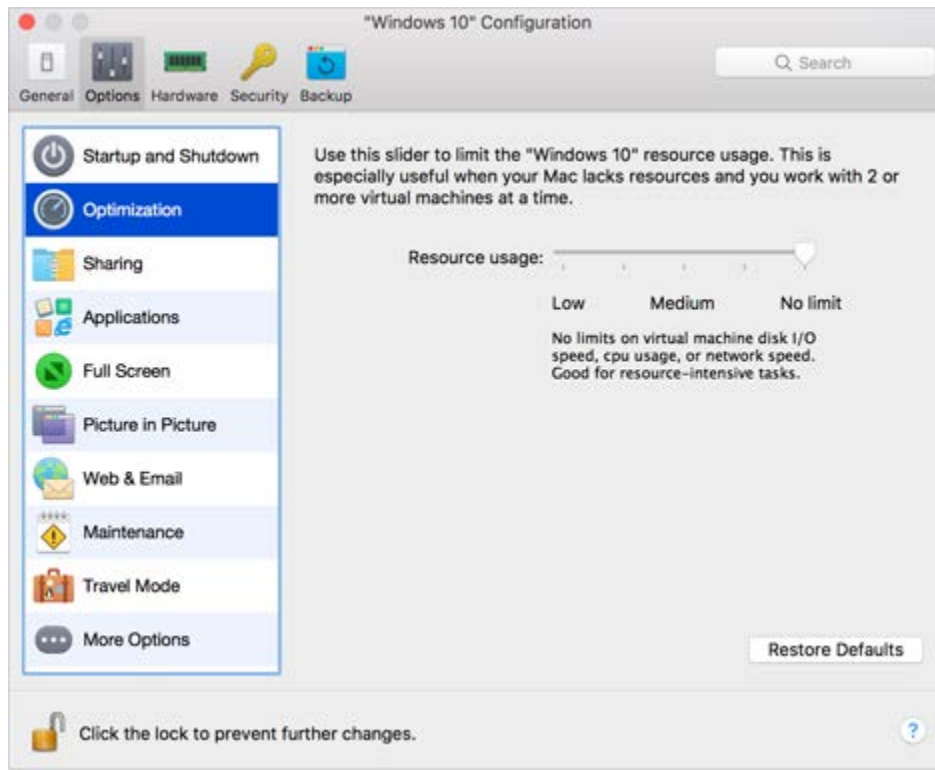 "Windows 10" Configuration
General Options Hardware Security Backup
Search
Startup and Shutdown
Optimization
Sharing
Applications
Full Screen
Picture in Picture
Web & Email
Maintenance
Travel Mode
More Options
Use this slider to limit the "Windows 10" resource usage. This is
especially useful when your Mac lacks resources and you work with 2 or
more virtual machines at a time.
Resource usage:
Low Medium No limit
No limits on virtual machine disk I/O
speed, cpu usage, or network speed.
Good for resource-intensive tasks.
Restore Defaults
Click the lock to prevent further changes.
?